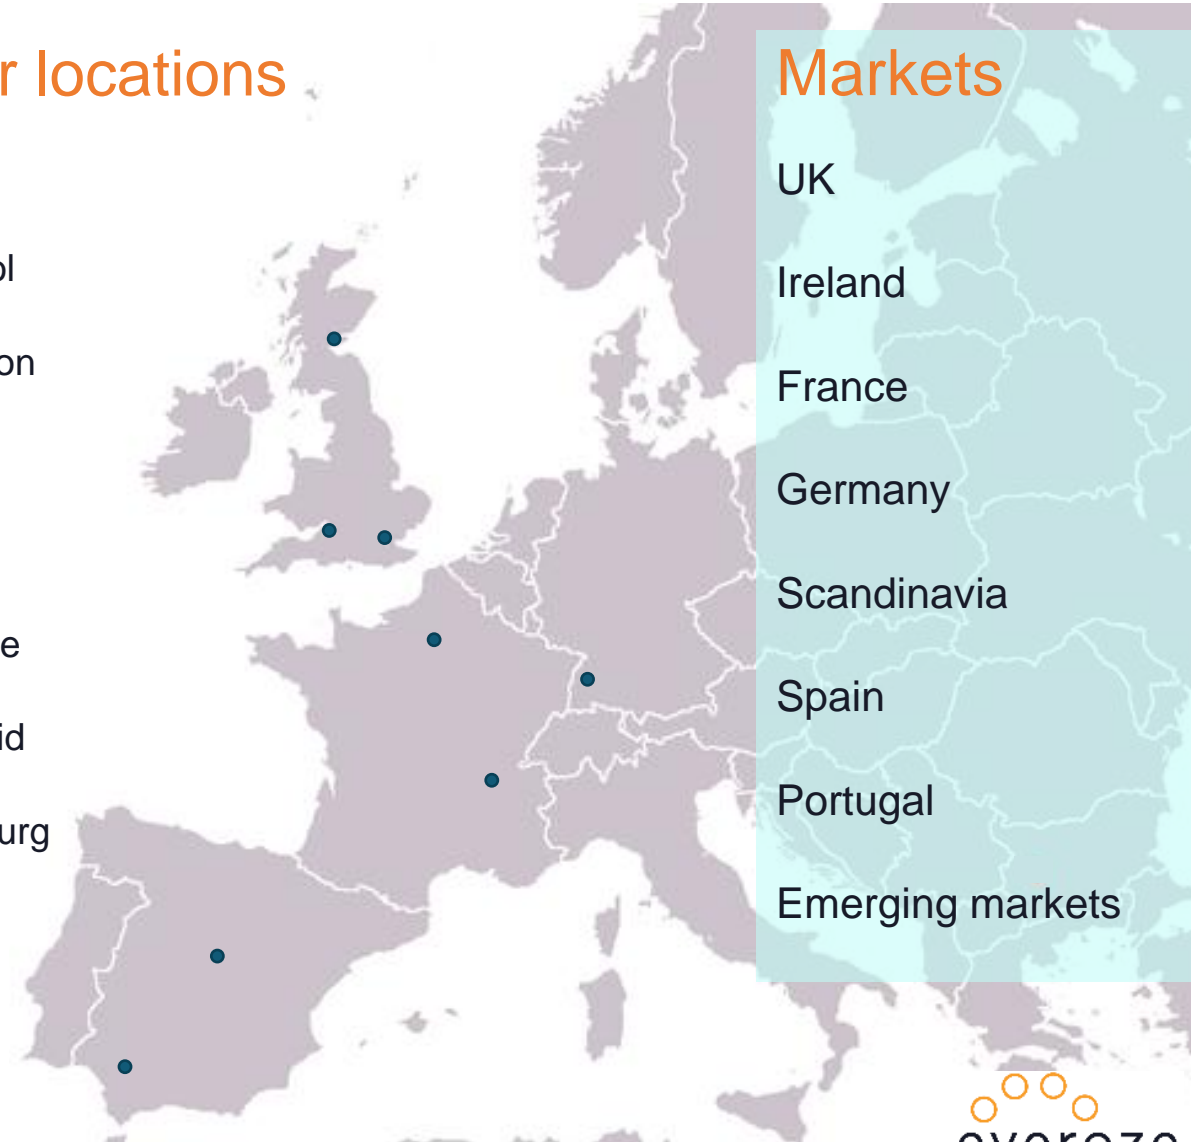 r locations
ol
on
e
id
urg
Markets
UK
Ireland
France
Germany
Scandinavia
Spain
Portugal
Emerging markets